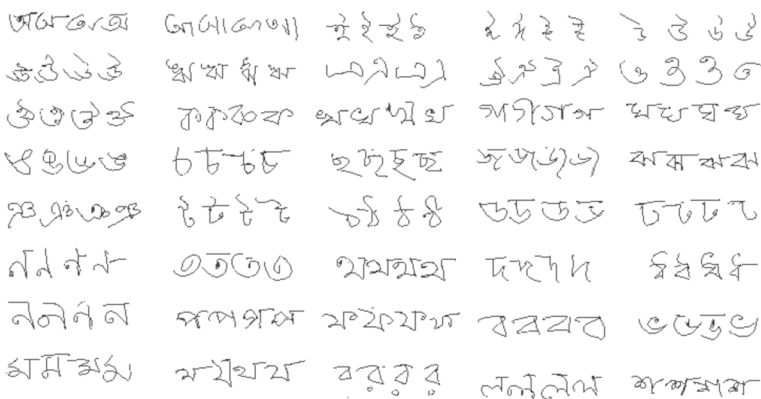 অঅঅঅ আআআআ ইইইই ঈঈঈঈ উউউউ
ঊঊঊঊ ঋঋঋঋ এএএএ ঐঐঐঐ ওওওও
ঔঔঔঔ কককক খখখখ গগগগ ঘঘঘঘ
ঙঙঙঙ চচচচ ছছছছ জজজজ ঝঝঝঝ
ঞঞঞঞ টটটট ঠঠঠঠ ডডডড ঢঢঢঢ
ণণণণ তততত থথথথ দদদদ ধধধধ
নননন পপপপ ফফফফ বববব ভভভভ
মমমম যযযয রররর লললল শশশশ